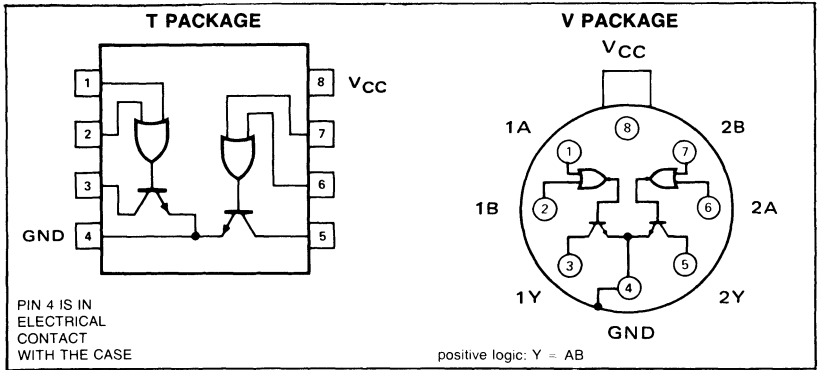 T PACKAGE
V PACKAGE
1
2
3
GND 4
8 VCC
7
6
5
PIN 4 IS IN
ELECTRICAL
CONTACT
WITH THE CASE
VCC
8
1A
2B
1
7
1B
2
6
2A
3
5
4
1Y
2Y
GND
positive logic: Y = AB